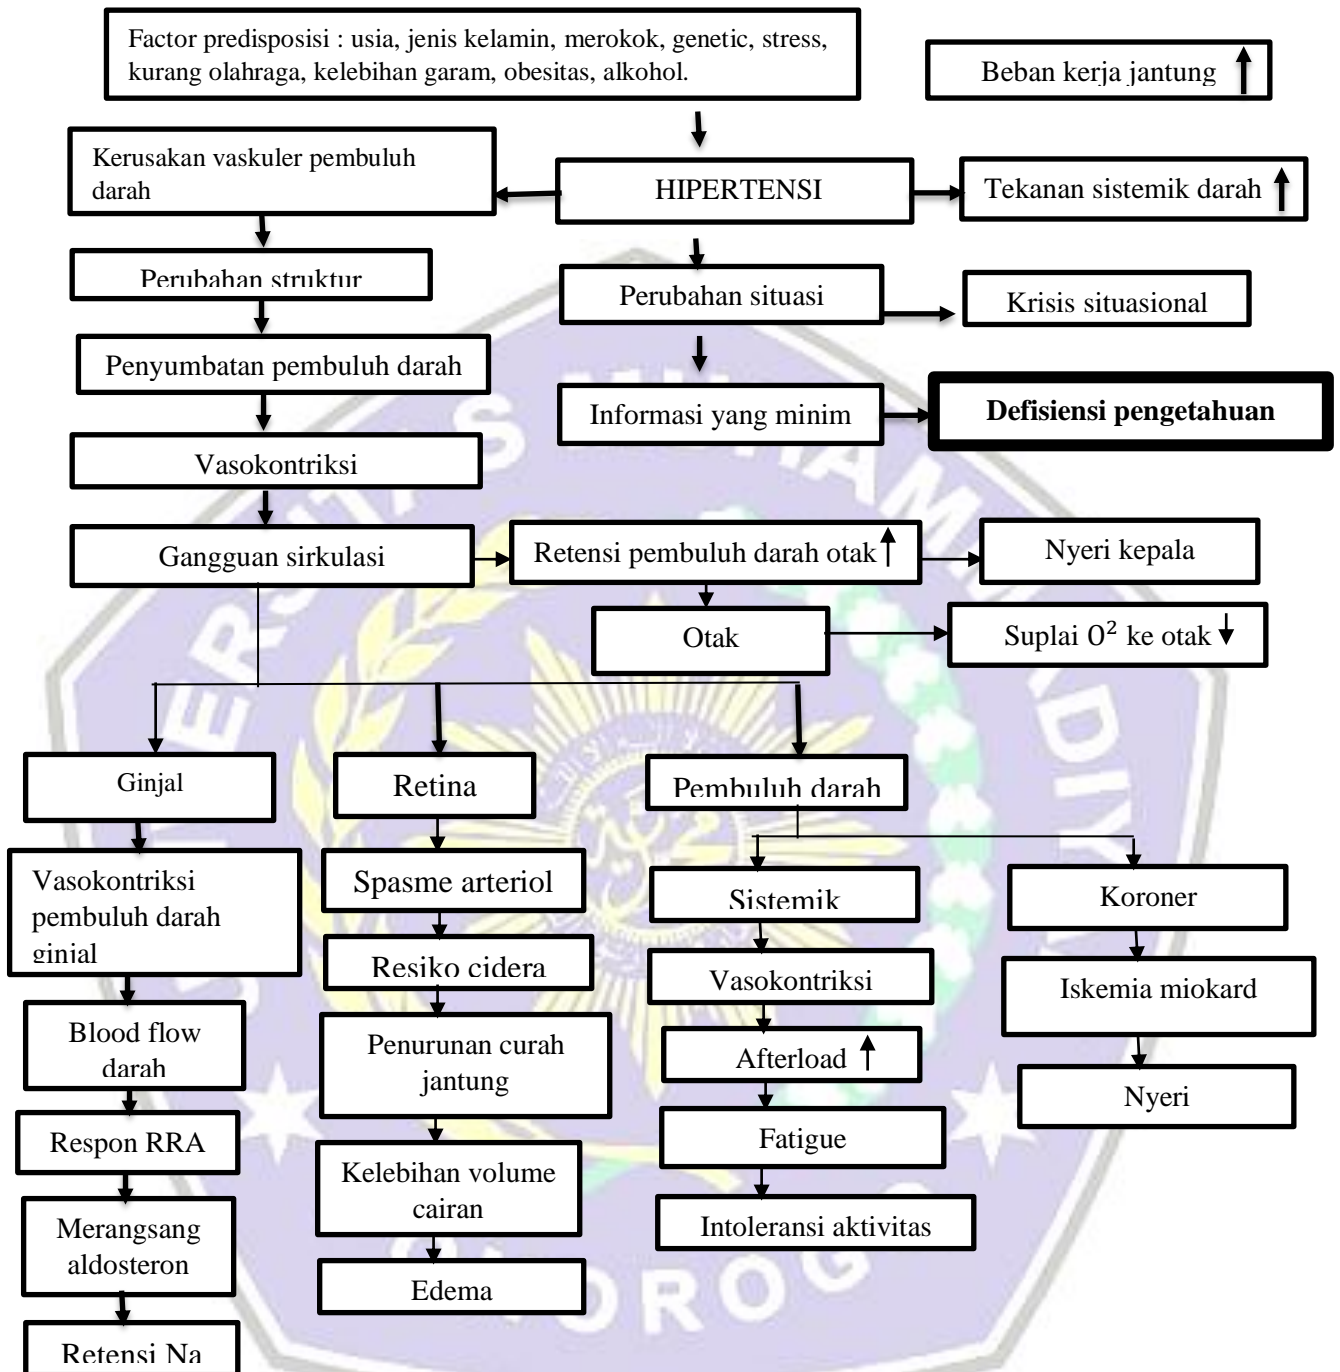 Factor predisposisi : usia, jenis kelamin, merokok, genetic, stress,
kurang olahraga, kelebihan garam, obesitas, alkohol.
Beban kerja jantung
Kerusakan vaskuler pembuluh
darah
HIPERTENSI
Tekanan sistemik darah
Perubahan struktur
Perubahan situasi
Krisis situasional
Penyumbatan pembuluh darah
Informasi yang minim
Defisiensi pengetahuan
Vasokontriksi
Gangguan sirkulasi
Retensi pembuluh darah otak
Nyeri kepala
Otak
Suplai O² ke otak
Ginjal
Retina
Pembuluh darah
Vasokontriksi
pembuluh darah
ginjal
Spasme arteriol
Sistemik
Koroner
Resiko cidera
Vasokontriksi
Iskemia miokard
Blood flow
darah
Penurunan curah
jantung
Afterload
Nyeri
Respon RRA
Fatigue
Kelebihan volume
cairan
Merangsang
aldosteron
Intoleransi aktivitas
Edema
Retensi Na